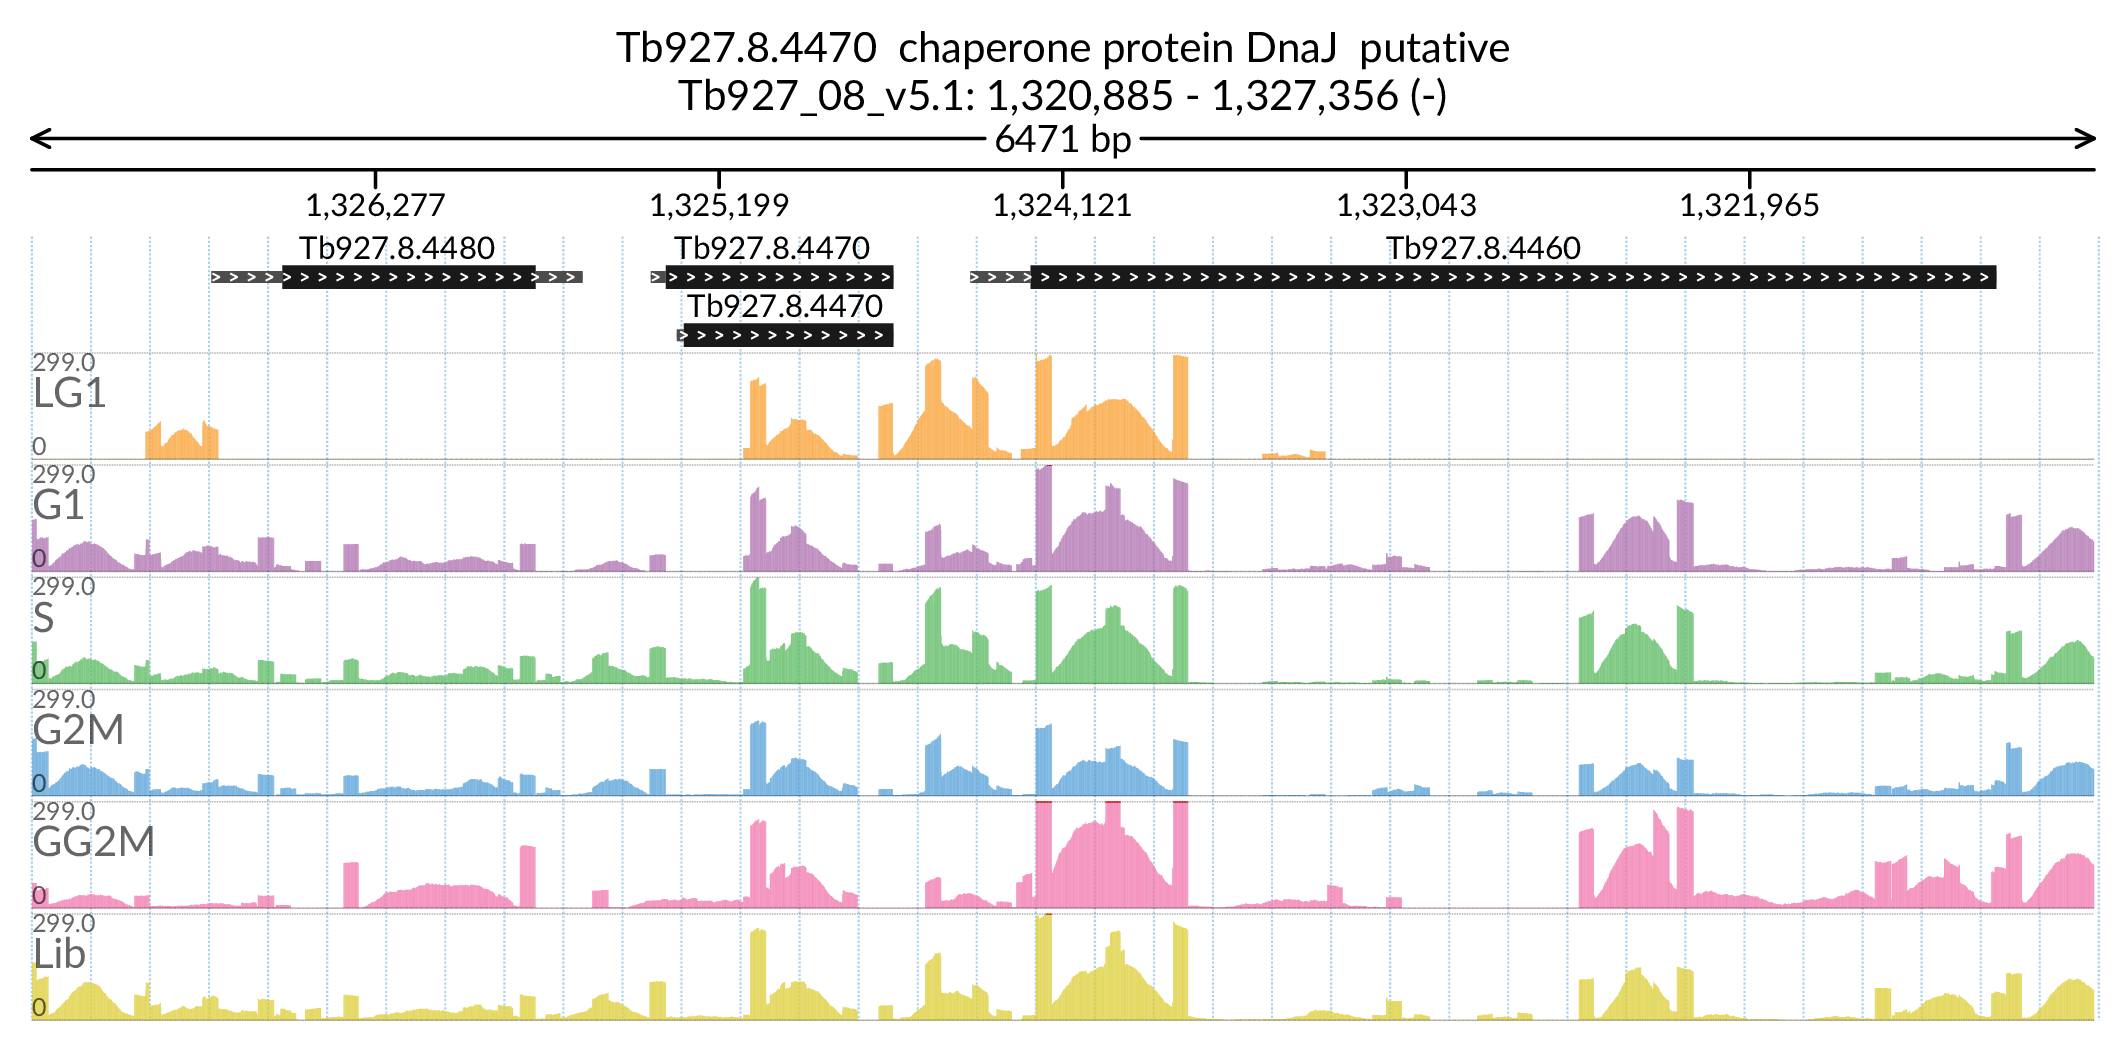 Tb927.8.4470 chaperone protein DnaJ putative
Tb927_08_v5.1: 1,320,885 - 1,327,356 (-)
6471 bp
1,326,277 1,325,199 1,324,121 1,323,043 1,321,965
Tb927.8.4480 Tb927.8.4470 Tb927.8.4460
Tb927.8.4470
299.0
LG1
0
299.0
G1
0
299.0
S
0
299.0
G2M
0
299.0
GG2M
0
299.0
Lib
0